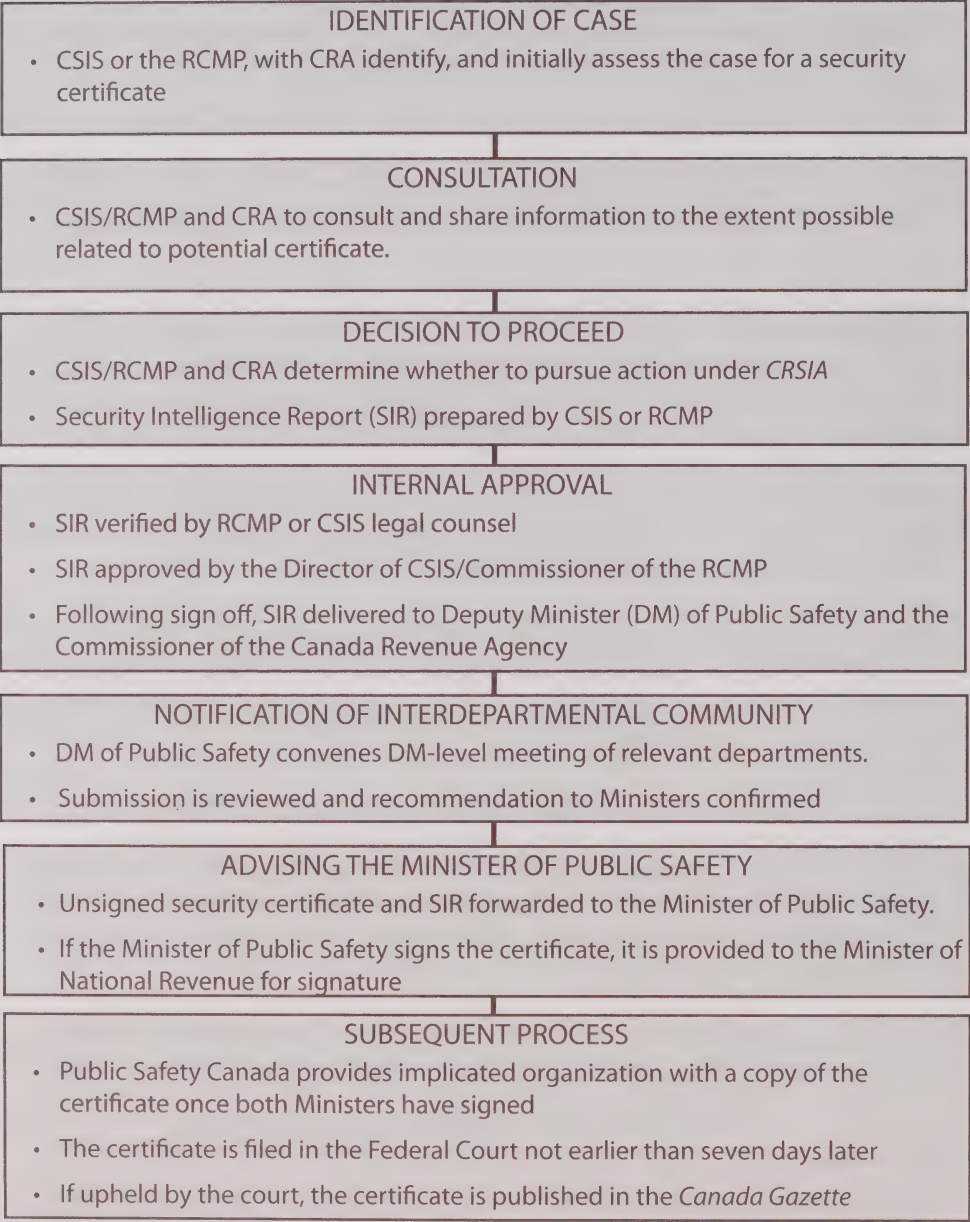 IDENTIFICATION OF CASE
• CSIS or the RCMP, with CRA identify, and initially assess the case for a security
certificate
CONSULTATION
• CSIS/RCMP and CRA to consult and share information to the extent possible
related to potential certificate.
DECISION TO PROCEED
• CSIS/RCMP and CRA determine whether to pursue action under CRSIA
• Security Intelligence Report (SIR) prepared by CSIS or RCMP
INTERNAL APPROVAL
• SIR verified by RCMP or CSIS legal counsel
• SIR approved by the Director of CSIS/Commissioner of the RCMP
• Following sign off, SIR delivered to Deputy Minister (DM) of Public Safety and the
Commissioner of the Canada Revenue Agency
NOTIFICATION OF INTERDEPARTMENTAL COMMUNITY
• DM of Public Safety convenes DM-level meeting of relevant departments.
• Submission is reviewed and recommendation to Ministers confirmed
ADVISING THE MINISTER OF PUBLIC SAFETY
• Unsigned security certificate and SIR forwarded to the Minister of Public Safety.
• If the Minister of Public Safety signs the certificate, it is provided to the Minister of
National Revenue for signature
SUBSEQUENT PROCESS
• Public Safety Canada provides implicated organization with a copy of the
certificate once both Ministers have signed
• The certificate is filed in the Federal Court not earlier than seven days later
• If upheld by the court, the certificate is published in the Canada Gazette